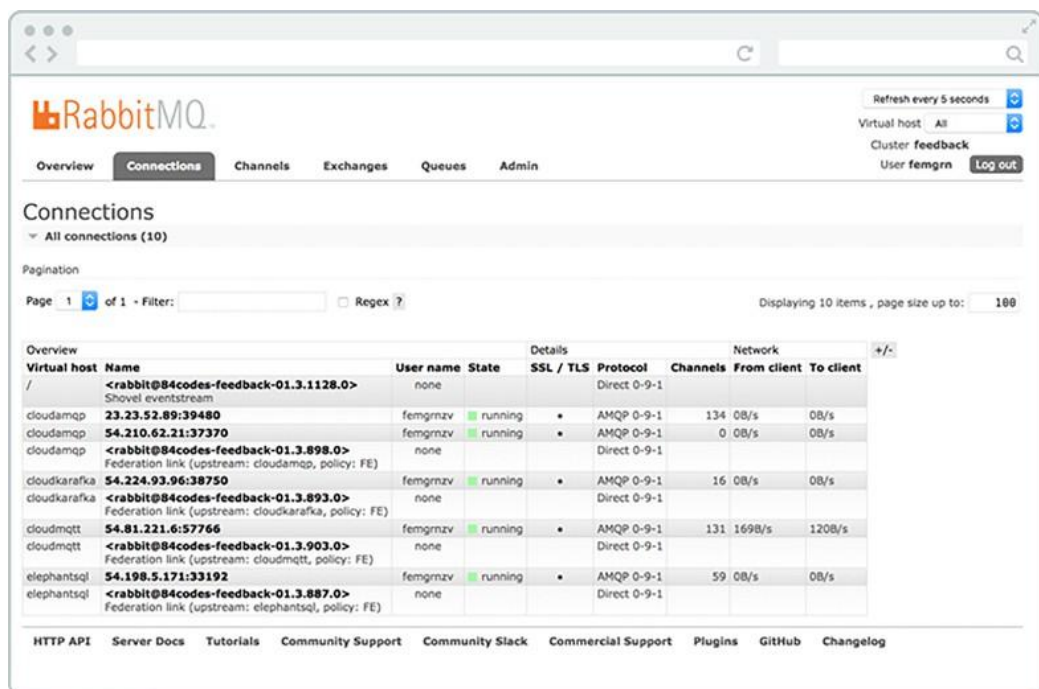 RabbitMQ
Refresh every 5 seconds
Virtual host All
Cluster feedback
User femgrn Log out
Overview Connections Channels Exchanges Queues Admin
Connections
All connections (10)
Pagination
Page 1 of 1 - Filter: Regex ? Displaying 10 items , page size up to: 100
Overview Details Network +/-
Virtual host Name User name State SSL / TLS Protocol Channels From client To client
/ <rabbit@84codes-feedback-01.3.1128.0> none Direct 0-9-1
Shovel eventstream
cloudamqp 23.23.52.89:39480 femgrnzv running • AMQP 0-9-1 134 0B/s 0B/s
cloudamqp 54.210.62.21:37370 femgrnzv running • AMQP 0-9-1 0 0B/s 0B/s
cloudamqp <rabbit@84codes-feedback-01.3.898.0> none Direct 0-9-1
Federation link (upstream: cloudamqp, policy: FE)
cloudkarafka 54.224.93.96:38750 femgrnzv running • AMQP 0-9-1 16 0B/s 0B/s
cloudkarafka <rabbit@84codes-feedback-01.3.893.0> none Direct 0-9-1
Federation link (upstream: cloudkarafka, policy: FE)
cloudmqtt 54.81.221.6:57766 femgrnzv running • AMQP 0-9-1 131 169B/s 120B/s
cloudmqtt <rabbit@84codes-feedback-01.3.903.0> none Direct 0-9-1
Federation link (upstream: cloudmqtt, policy: FE)
elephantsql 54.198.5.171:33192 femgrnzv running • AMQP 0-9-1 59 0B/s 0B/s
elephantsql <rabbit@84codes-feedback-01.3.887.0> none Direct 0-9-1
Federation link (upstream: elephantsql, policy: FE)
HTTP API Server Docs Tutorials Community Support Community Slack Commercial Support Plugins GitHub Changelog